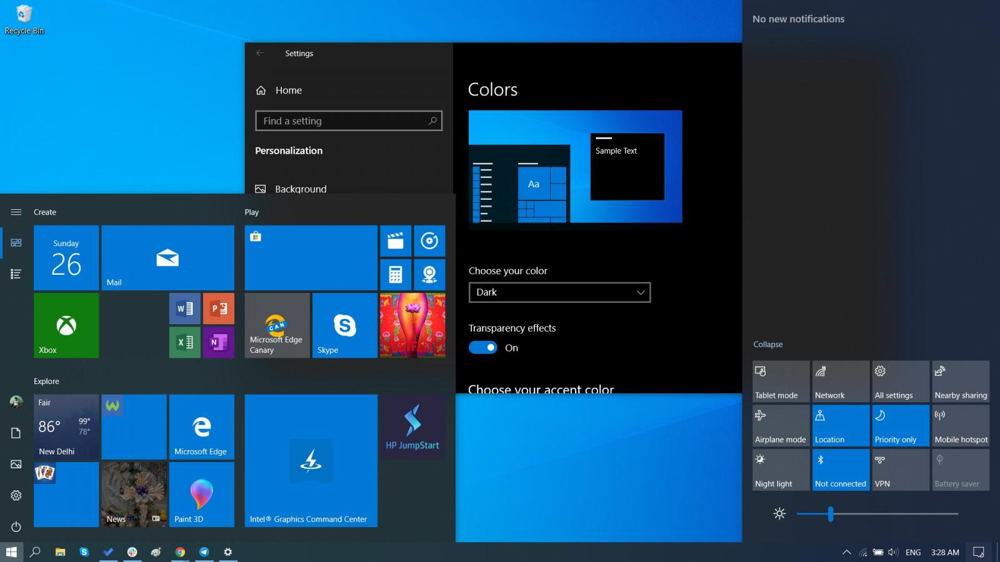 Recycle Bin
Settings
Home
Find a setting
Personalization
Background
Colors
Sample Text
Aa
Choose your color
Dark
Transparency effects
On
Choose your accent color
Create
Sunday
26
Mail
Xbox
W
P
X
N
Play
CAN
Microsoft Edge
Canary
S
Skype
Explore
Fair
86°
99°
78°
New Delhi
Microsoft Edge
News
Paint 3D
Intel® Graphics Command Center
HP JumpStart
No new notifications
Collapse
Tablet mode
Network
All settings
Nearby sharing
Airplane mode
Location
Priority only
Mobile hotspot
Night light
Not connected
VPN
Battery saver
ENG
3:28 AM